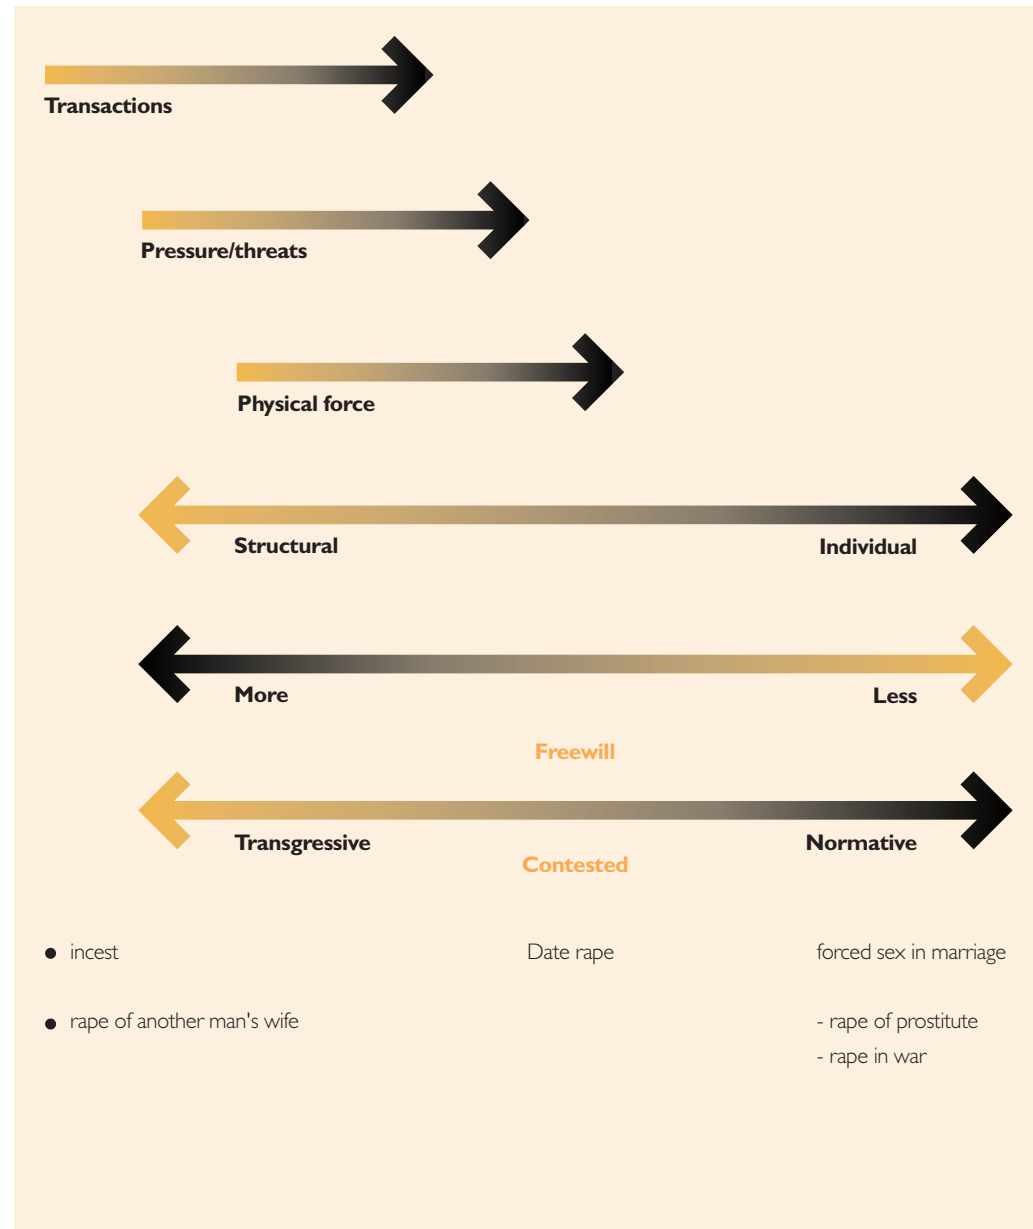 Transactions
Pressure/threats
Physical force
Structural Individual
More Less
Freewill
Transgressive Normative
Contested
● incest Date rape forced sex in marriage
● rape of another man's wife - rape of prostitute
- rape in war